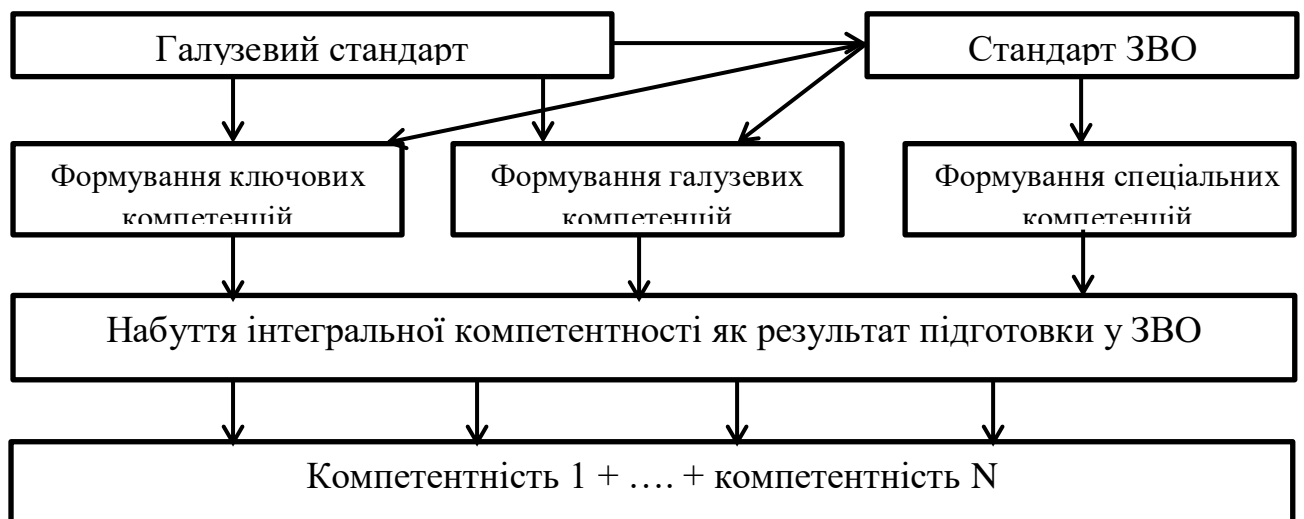 Галузевий стандарт
Стандарт ЗВО
Формування ключових
компетенцій
Формування галузевих
компетенцій
Формування спеціальних
компетенцій
Набуття інтегральної компетентності як результат підготовки у ЗВО
Компетентність 1 + …. + компетентність N